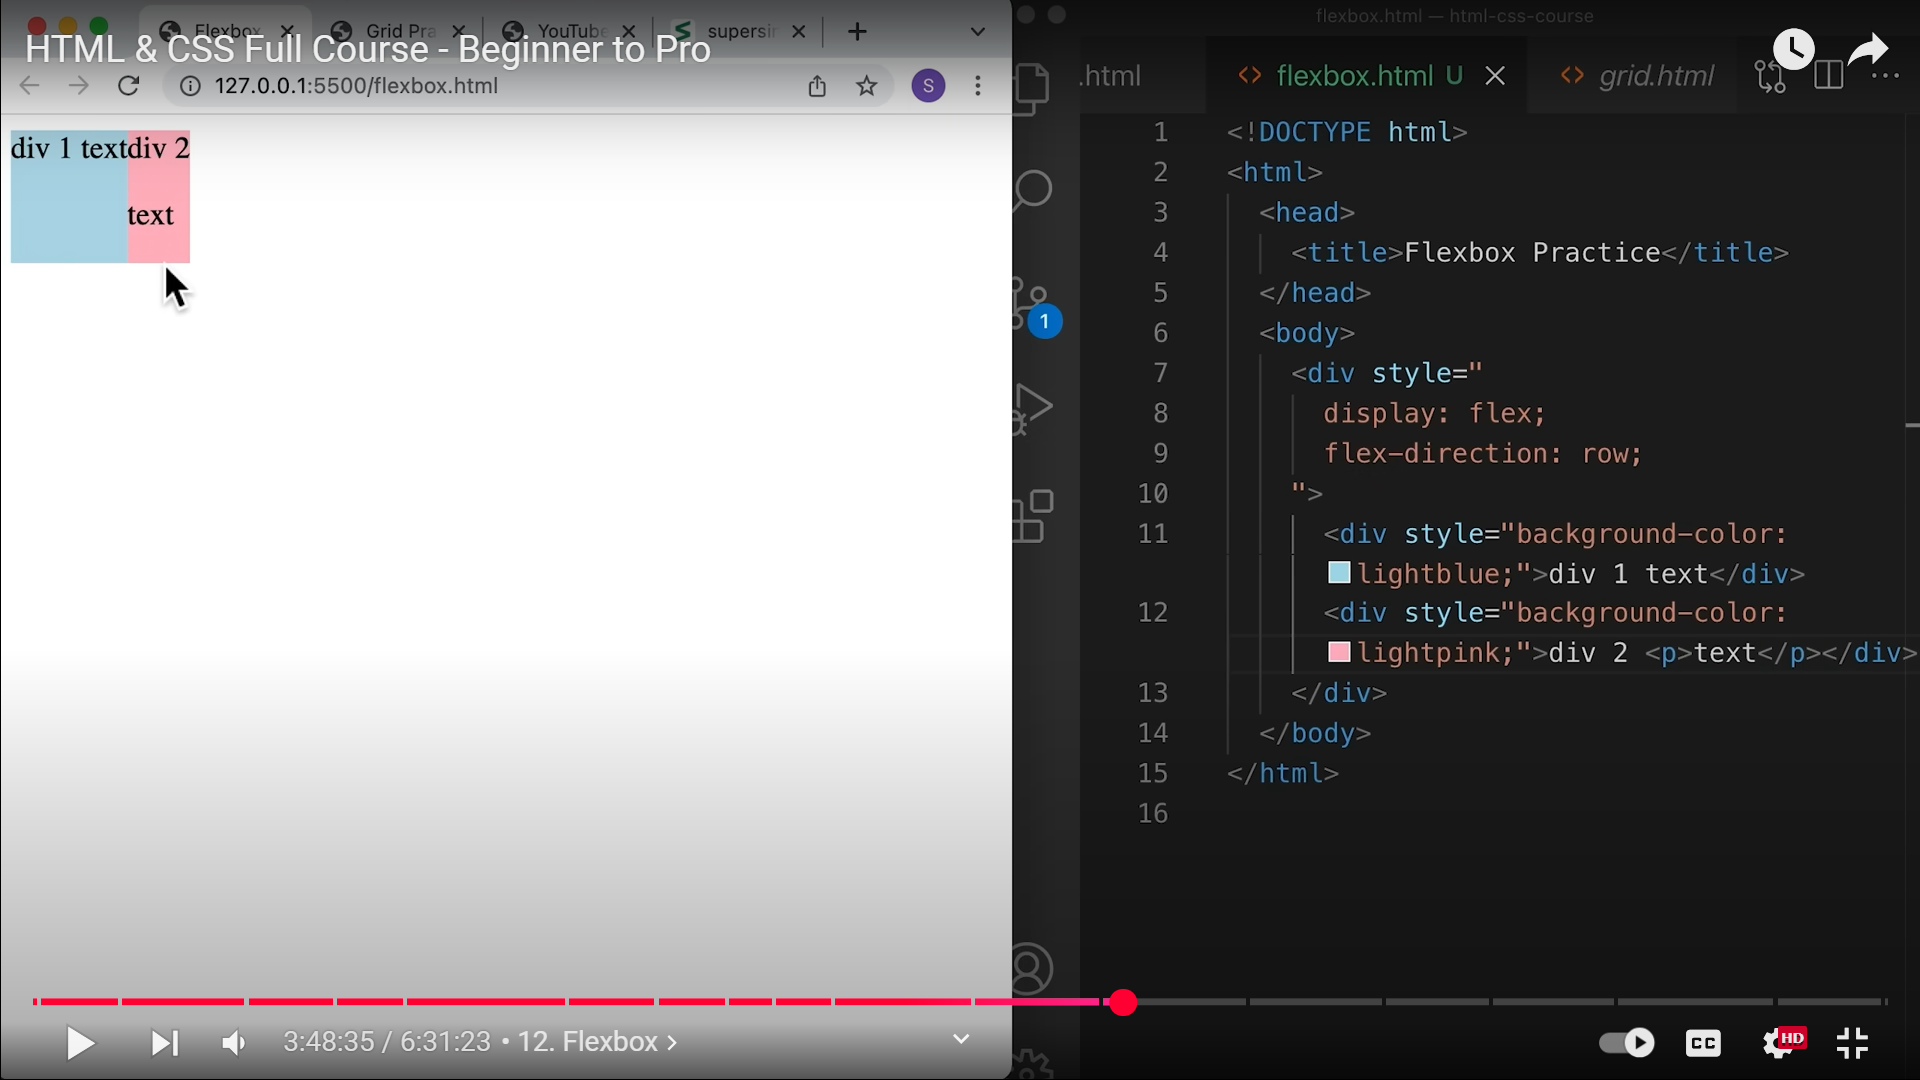 Flexbox
Grid Pra
YouTube
supersim
HTML & CSS Full Course - Beginner to Pro
127.0.0.1:5500/flexbox.html
S
flexbox.html — html-css-course
.html
flexbox.html U
grid.html
div 1 textdiv 2
text
1
1 <!DOCTYPE html>
2 <html>
3 <head>
4 <title>Flexbox Practice</title>
5 </head>
6 <body>
7 <div style="
8 display: flex;
9 flex-direction: row;
10 ">
11 <div style="background-color:
lightblue;">div 1 text</div>
12 <div style="background-color:
lightpink;">div 2 <p>text</p></div>
13 </div>
14 </body>
15 </html>
16
3:48:35 / 6:31:23 • 12. Flexbox
CC
HD